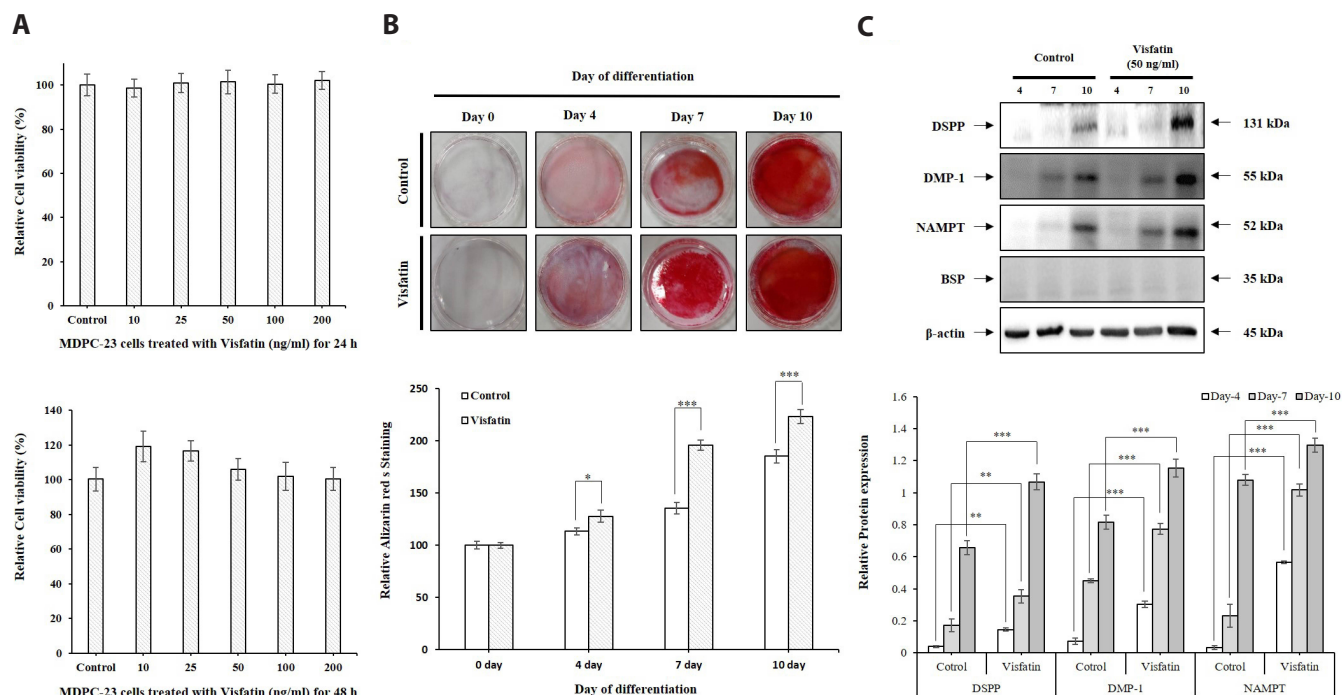 A
Relative Cell viability (%)
120
100
80
60
40
20
0
Control 10 25 50 100 200
MDPC-23 cells treated with Visfatin (ng/ml) for 24 h
Relative Cell viability (%)
140
120
100
80
60
40
20
0
Control 10 25 50 100 200
MDPC-23 cells treated with Visfatin (ng/ml) for 48 h
B
Day of differentiation
Day 0 Day 4 Day 7 Day 10
Control
Visfatin
Relative Alizarin red s Staining
250
200
150
100
50
0
Control
Visfatin
*
***
***
0 day 4 day 7 day 10 day
Day of differentiation
C
Control Visfatin
(50 ng/ml)
4 7 10 4 7 10
DSPP 131 kDa
DMP-1 55 kDa
NAMPT 52 kDa
BSP 35 kDa
β-actin 45 kDa
Relative Protein expression
1.6
1.4
1.2
1
0.8
0.6
0.4
0.2
0
Day-4 Day-7 Day-10
**
**
***
***
***
***
***
***
***
Cotrol Visfatin Cotrol Visfatin Cotrol Visfatin
DSPP DMP-1 NAMPT